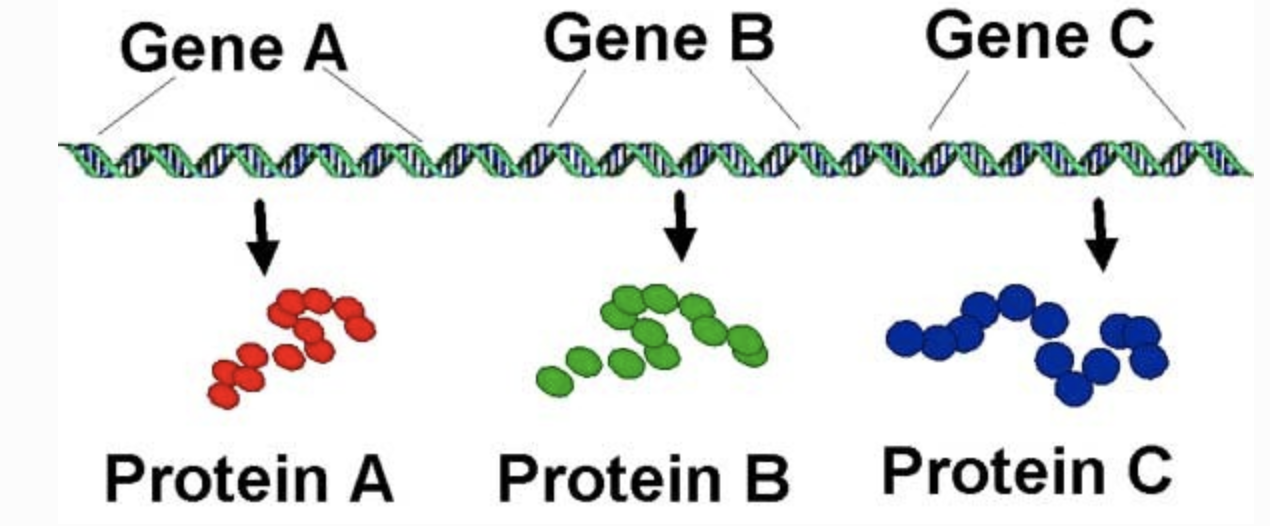 Gene A
Gene B
Gene C
Protein A
Protein B
Protein C